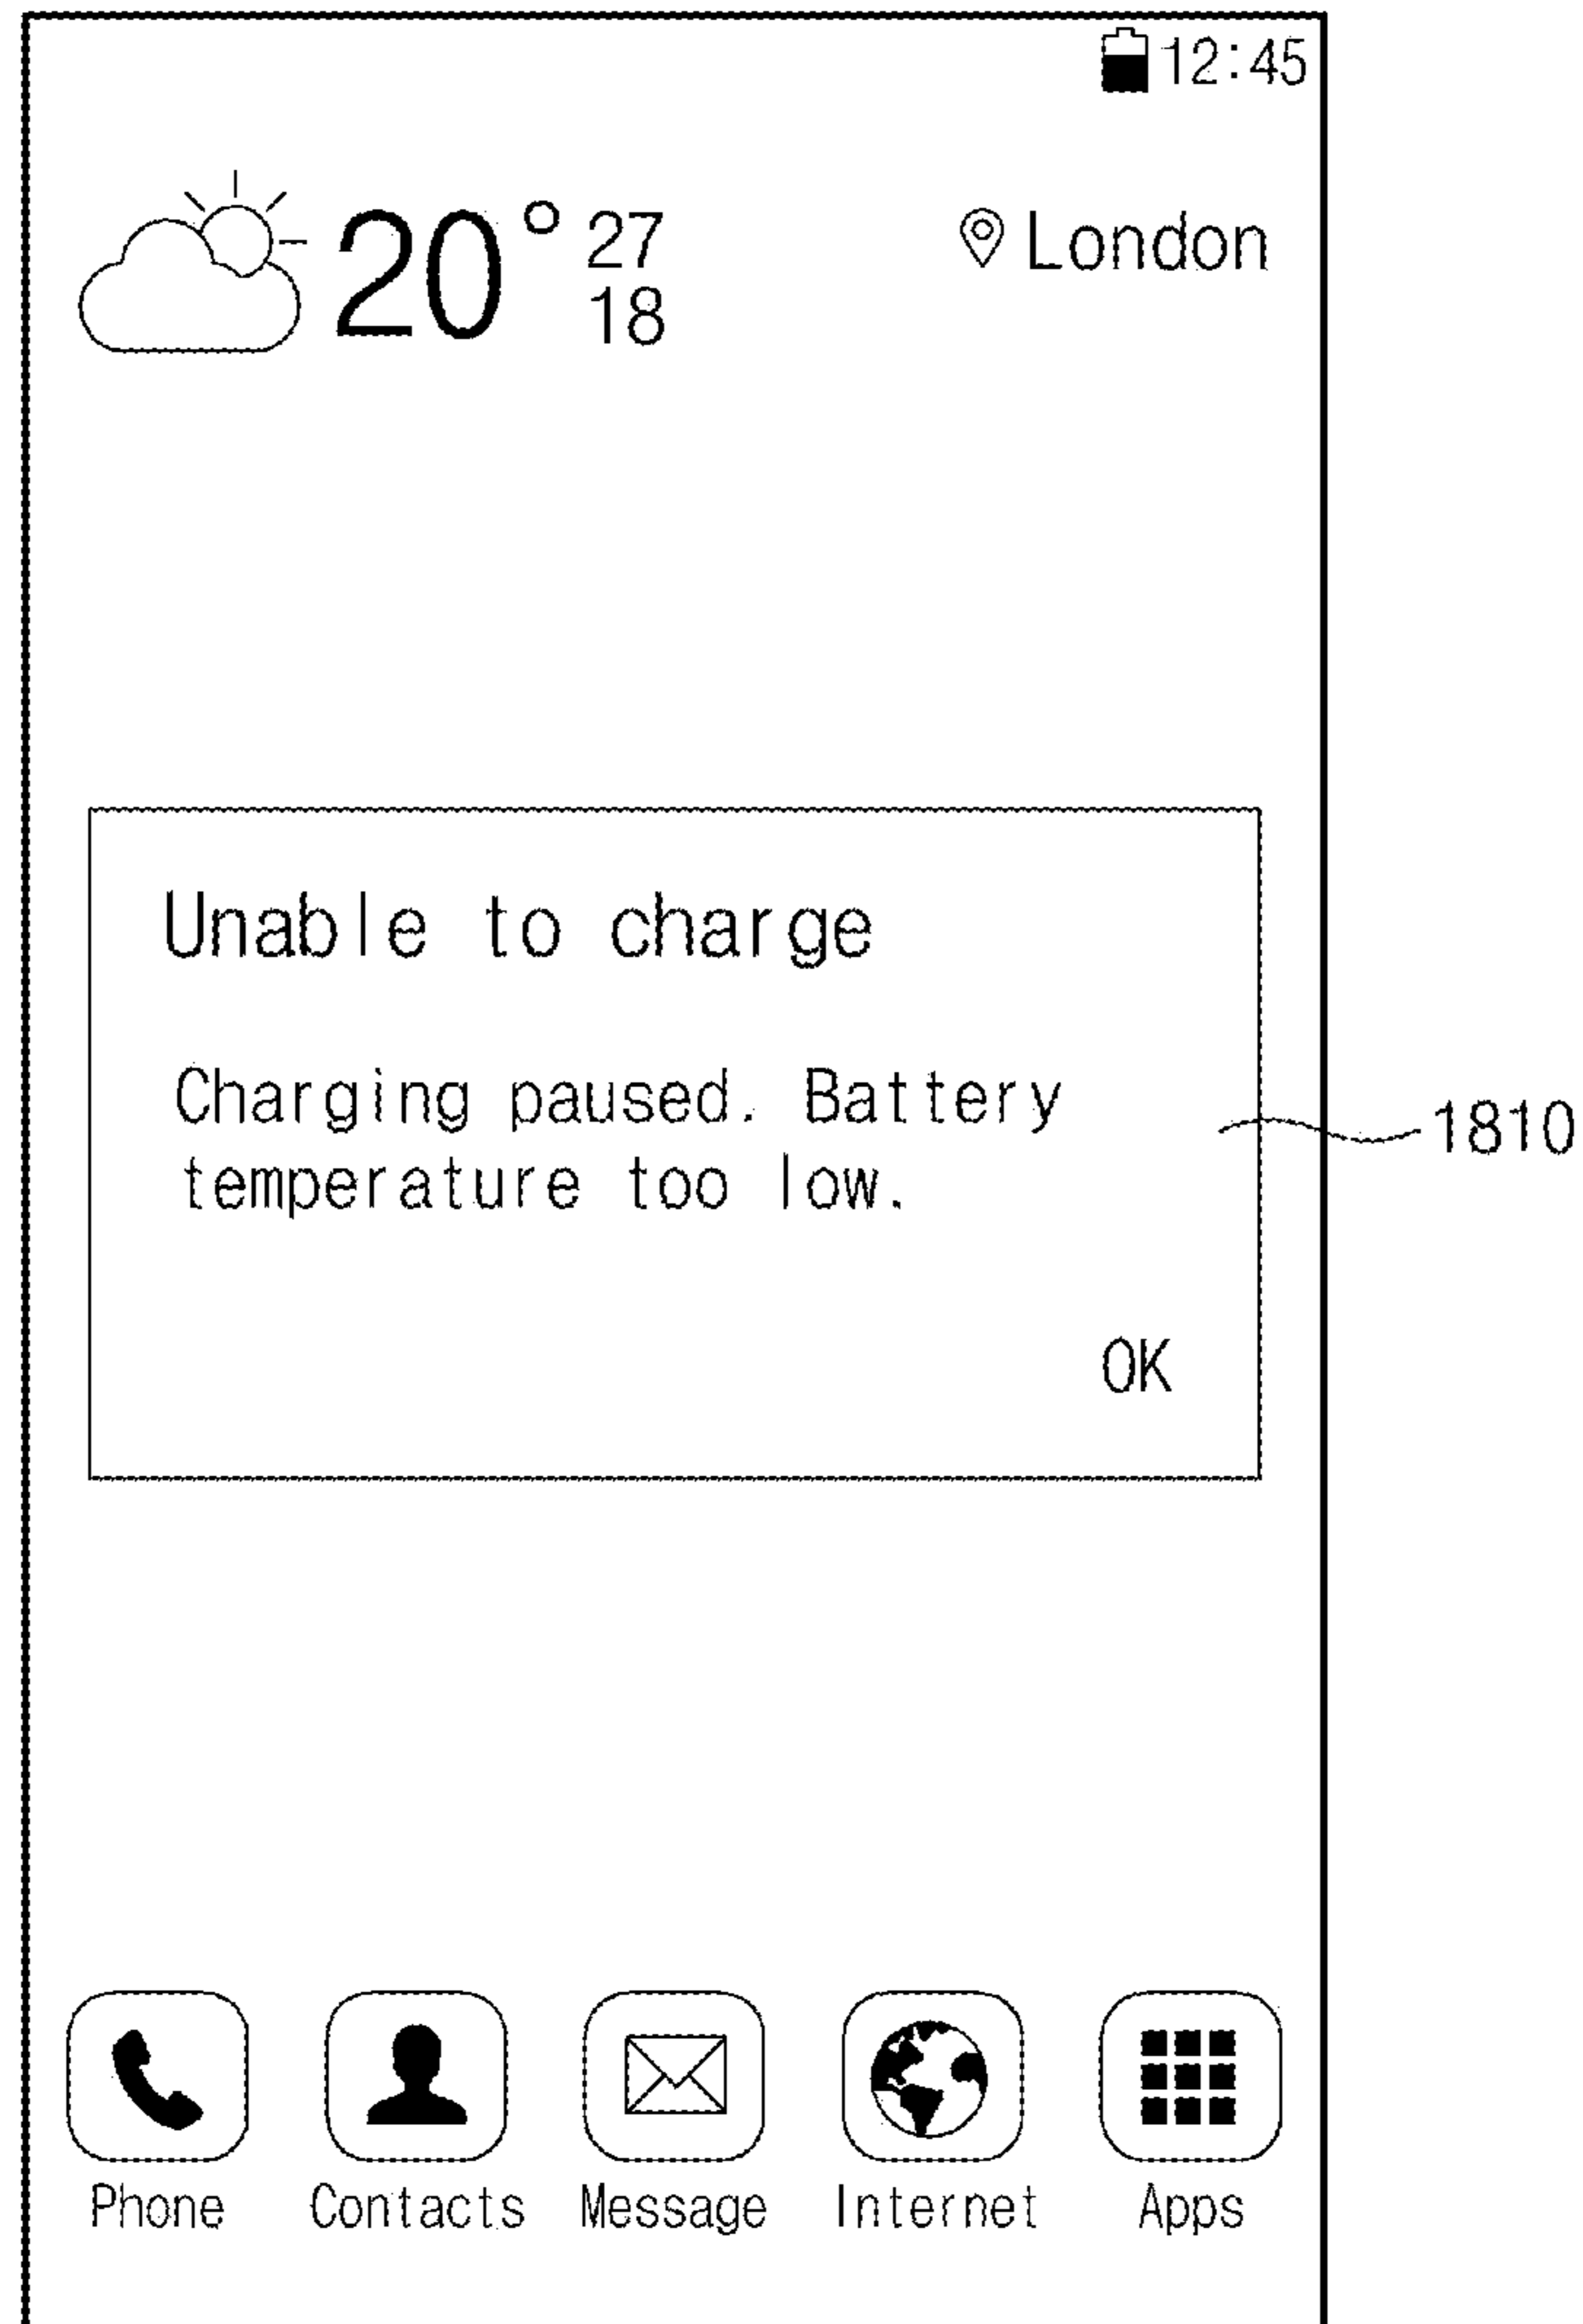 12:45
20° 27
18
London
Unable to charge
Charging paused. Battery
temperature too low.
OK
1810
Phone Contacts Message Internet Apps